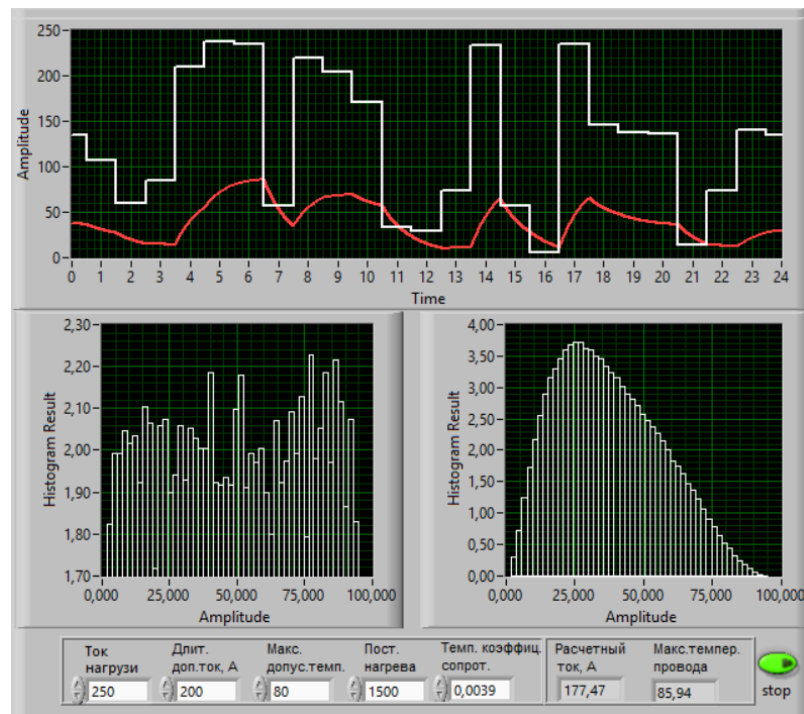 250
200
150
100
50
0
Amplitude
0 1 2 3 4 5 6 7 8 9 10 11 12 13 14 15 16 17 18 19 20 21 22 23 24
Time
2,30
2,20
2,10
2,00
1,90
1,80
1,70
Histogram Result
0,000 25,000 50,000 75,000 100,000
Amplitude
4,00
3,50
3,00
2,50
2,00
1,50
1,00
0,50
0,00
Histogram Result
0,000 25,000 50,000 75,000 100,000
Amplitude
Ток
нагрузи
250
Длит.
доп.ток, А
200
Макс.
допус.темп.
80
Пост.
нагрева
1500
Темп. коэффиц.
сопрот.
0,0039
Расчетный
ток, А
177,47
Макс.темпер.
провода
85,94
stop